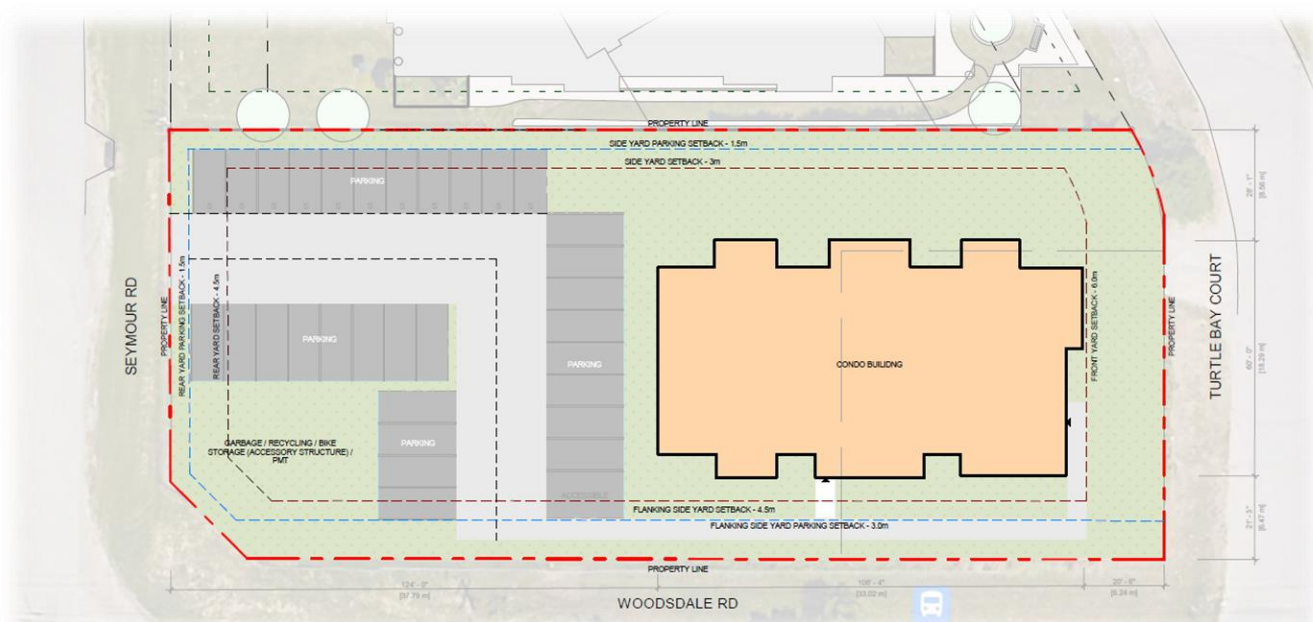 PROPERTY LINE
SIDE YARD PARKING SETBACK - 1.5m
SIDE YARD SETBACK - 3m
PARKING
28' - 1"
[8.56 m]
SEYMOUR RD
PROPERTY LINE
REAR YARD PARKING SETBACK - 1.5m
REAR YARD SETBACK - 4.5m
PARKING
PARKING
CONDO BUILIDNG
FRONT YARD SETBACK - 6.0m
PROPERTY LINE
60' - 0"
[18.29 m]
TURTLE BAY COURT
PARKING
GARBAGE / RECYCLING / BIKE
STORAGE (ACCESSORY STRUCTURE) /
PMT
ACCESSIBLE
FLANKING SIDE YARD SETBACK - 4.5m
FLANKING SIDE YARD PARKING SETBACK - 3.0m
21' - 3"
[6.47 m]
PROPERTY LINE
124' - 0"
[37.79 m]
108' - 4"
[33.02 m]
20' - 6"
[6.24 m]
WOODSDALE RD